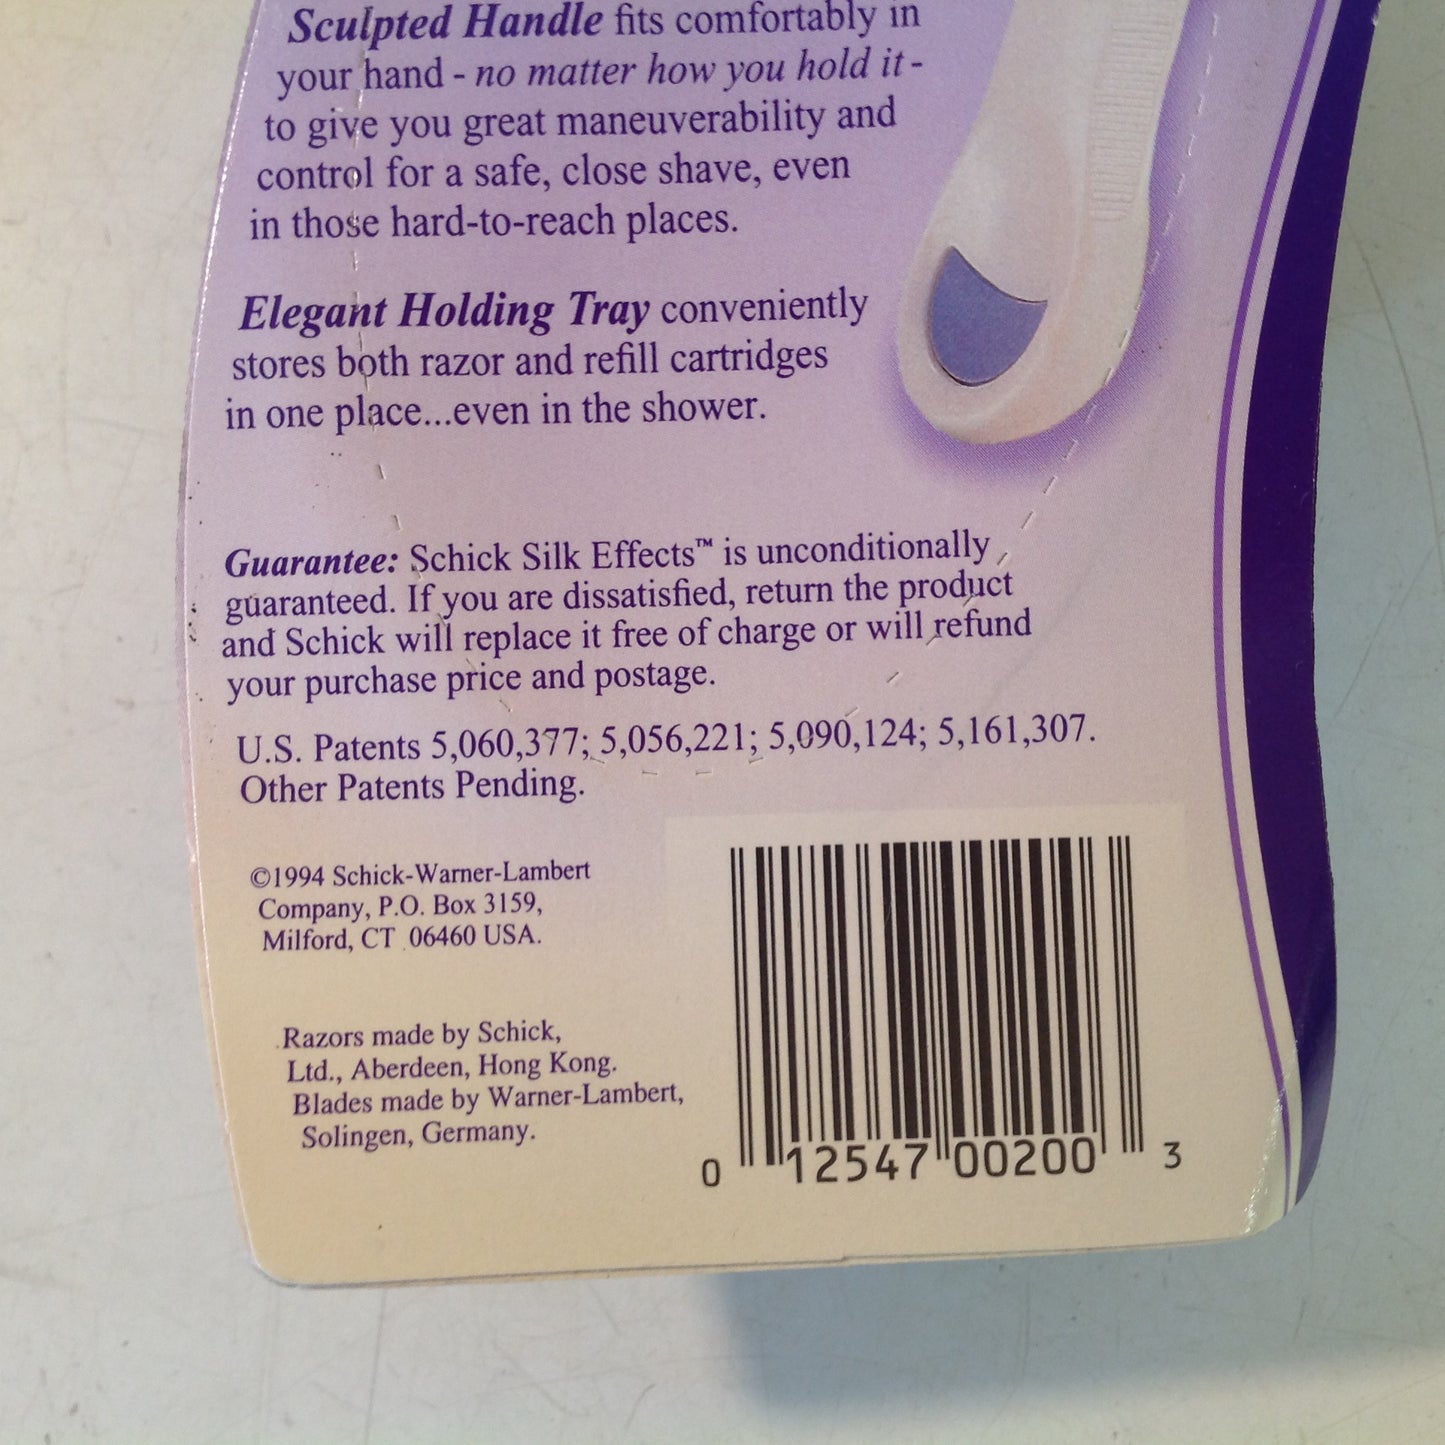 Sculpted Handle fits comfortably in
your hand - no matter how you hold it -
to give you great maneuverability and
control for a safe, close shave, even
in those hard-to-reach places.
Elegant Holding Tray conveniently
stores both razor and refill cartridges
in one place...even in the shower.
Guarantee: Schick Silk Effects™ is unconditionally
guaranteed. If you are dissatisfied, return the product
and Schick will replace it free of charge or will refund
your purchase price and postage.
U.S. Patents 5,060,377; 5,056,221; 5,090,124; 5,161,307.
Other Patents Pending.
©1994 Schick-Warner-Lambert
Company, P.O. Box 3159,
Milford, CT 06460 USA.
Razors made by Schick,
Ltd., Aberdeen, Hong Kong.
Blades made by Warner-Lambert,
Solingen, Germany.
0 12547 00200 3